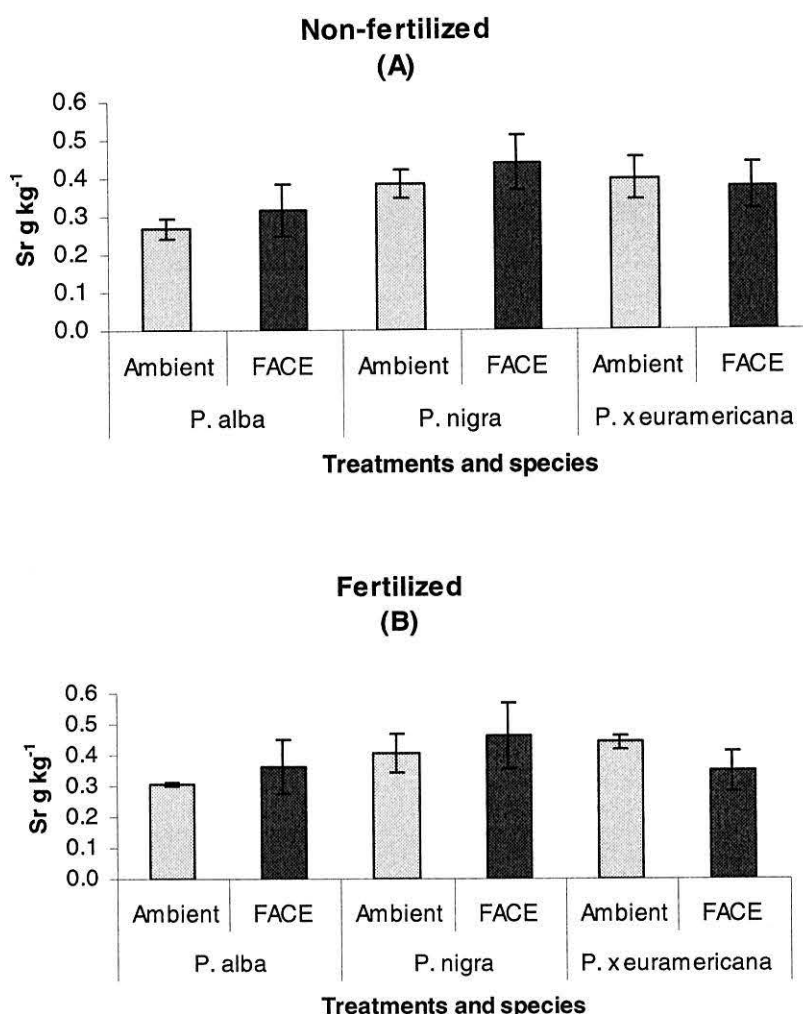 Non-fertilized
(A)
Sr g kg⁻¹
0.6
0.5
0.4
0.3
0.2
0.1
0.0
Ambient FACE Ambient FACE Ambient FACE
P. alba P. nigra P. x euramericana
Treatments and species
Fertilized
(B)
Sr g kg⁻¹
0.6
0.5
0.4
0.3
0.2
0.1
0.0
Ambient FACE Ambient FACE Ambient FACE
P. alba P. nigra P. x euramericana
Treatments and species